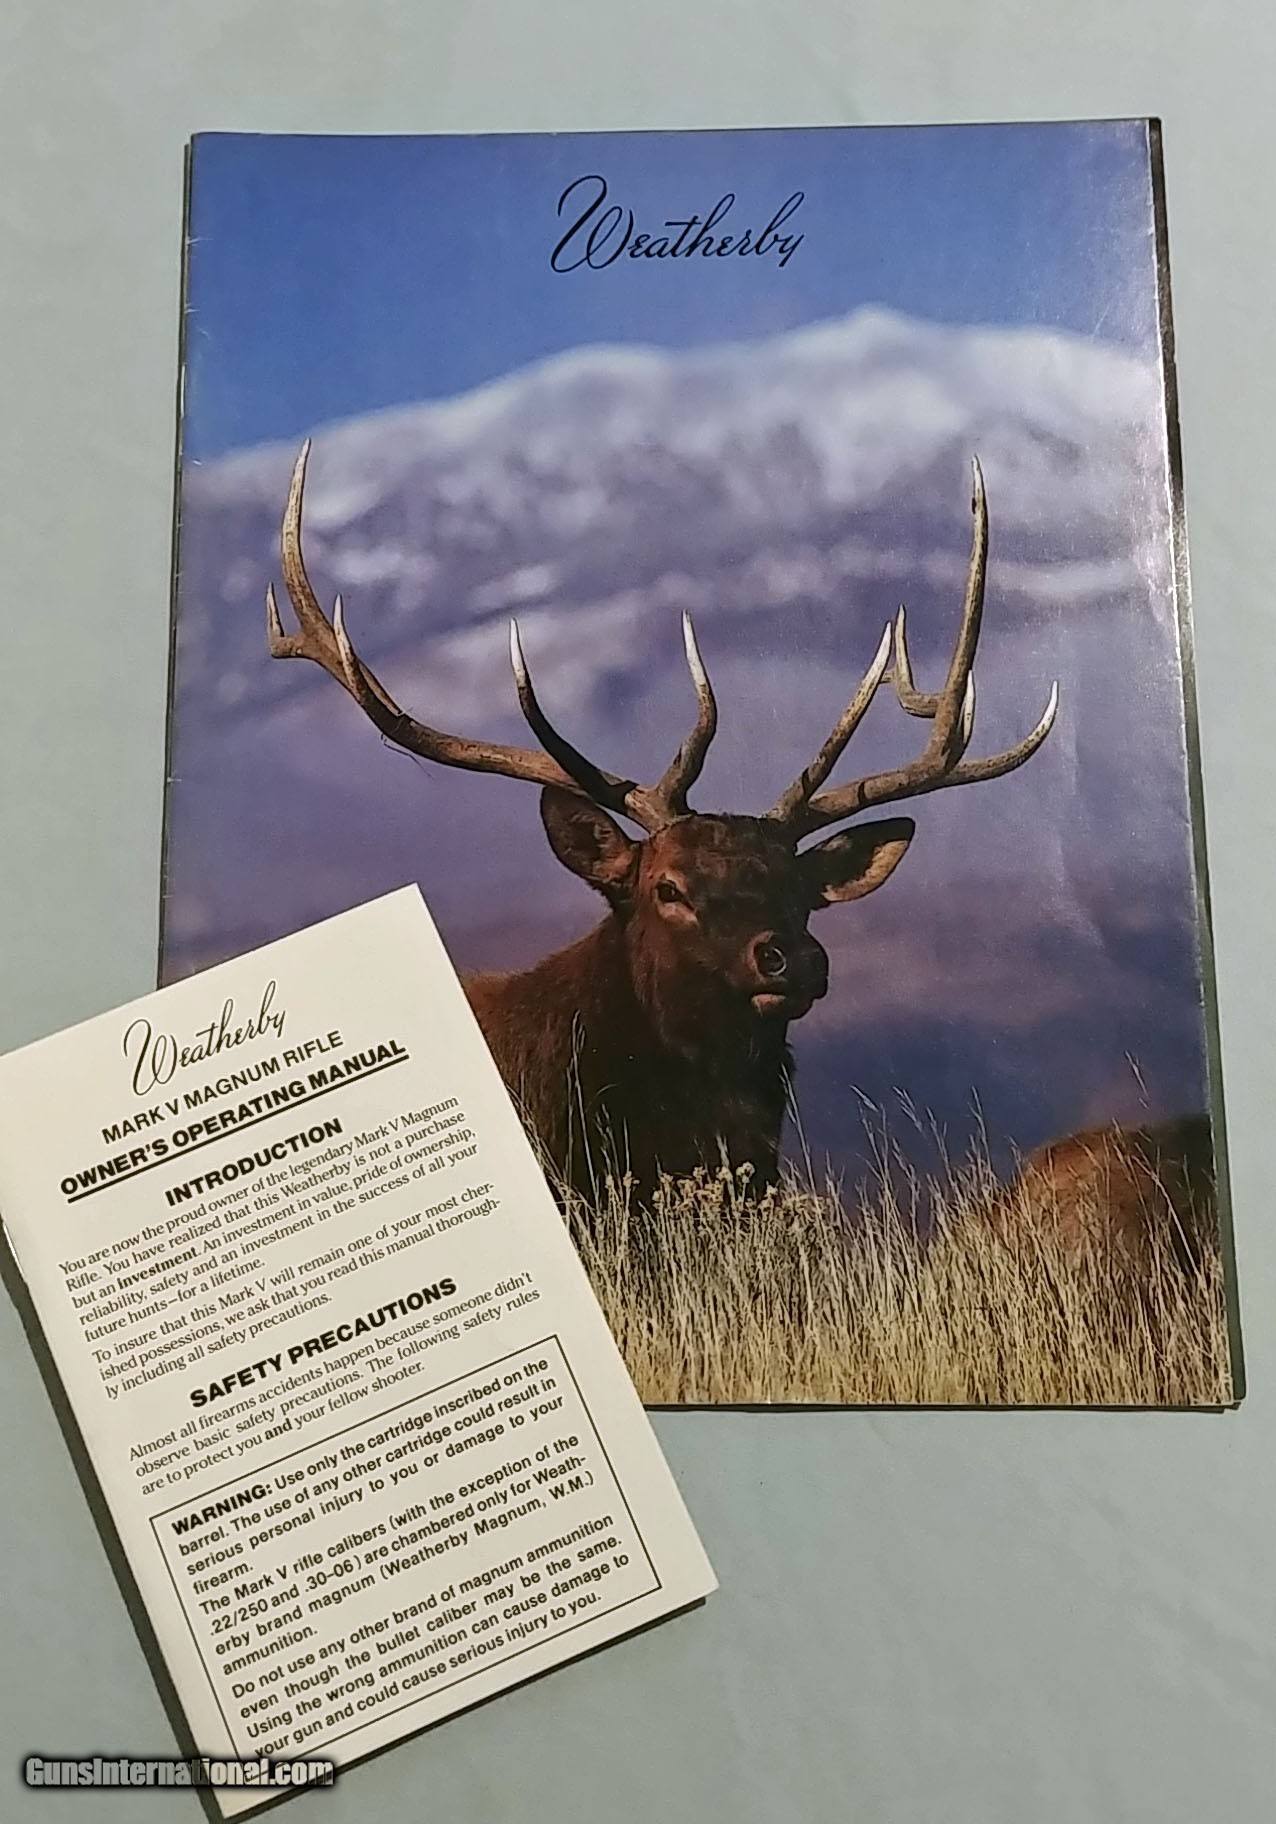 Weatherby
Weatherby
MARK V MAGNUM RIFLE
OWNER'S OPERATING MANUAL
INTRODUCTION
You are now the proud owner of the legendary Mark V Magnum
Rifle. You have realized that this Weatherby is not a purchase
but an investment. An investment in value, pride of ownership,
reliability, safety and an investment in the success of all your
future hunts—for a lifetime.
To insure that this Mark V will remain one of your most cher-
ished possessions, we ask that you read this manual thorough-
ly including all safety precautions.
SAFETY PRECAUTIONS
Almost all firearms accidents happen because someone didn't
observe basic safety precautions. The following safety rules
are to protect you and your fellow shooter.
WARNING: Use only the cartridge inscribed on the
barrel. The use of any other cartridge could result in
serious personal injury to you or damage to your
firearm.
The Mark V rifle calibers (with the exception of the
.22/250 and .30-06) are chambered only for Weath-
erby brand magnum (Weatherby Magnum, W.M.)
ammunition.
Do not use any other brand of magnum ammunition
even though the bullet caliber may be the same.
Using the wrong ammunition can cause damage to
your gun and could cause serious injury to you.
GunsInternational.com